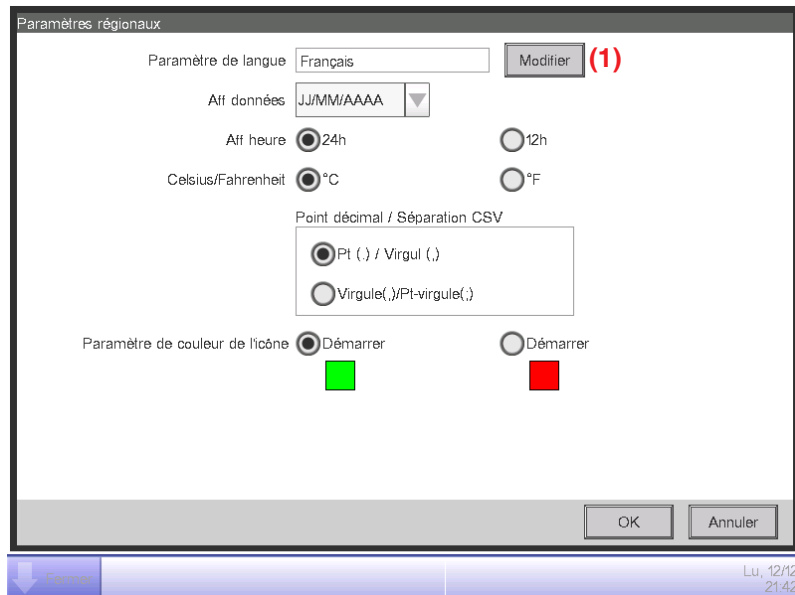 Paramètres régionaux
Paramètre de langue Français Modifier (1)
Aff données JJ/MM/AAAA
Aff heure 24h 12h
Celsius/Fahrenheit °C °F
Point décimal / Séparation CSV
Pt (.) / Virgul (,)
Virgule(,)/Pt-virgule(;)
Paramètre de couleur de l'icône Démarrer Démarrer
OK Annuler
Fermer
Lu, 12/12
21:42